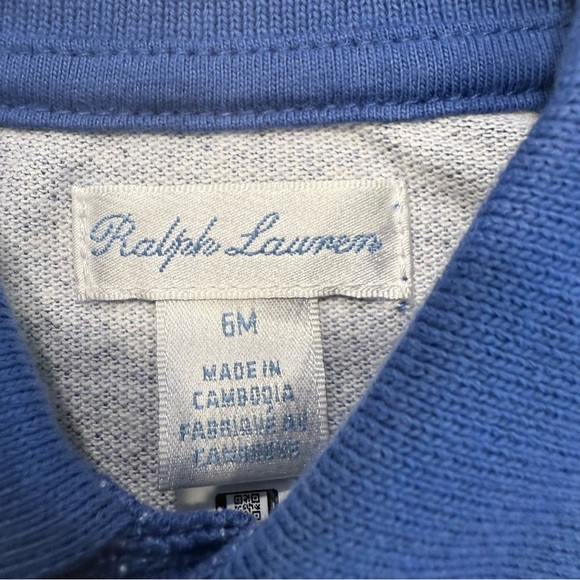 Ralph Lauren
6M
MADE IN
CAMBODIA
FABRIQUÉ AU
CAMBODGE